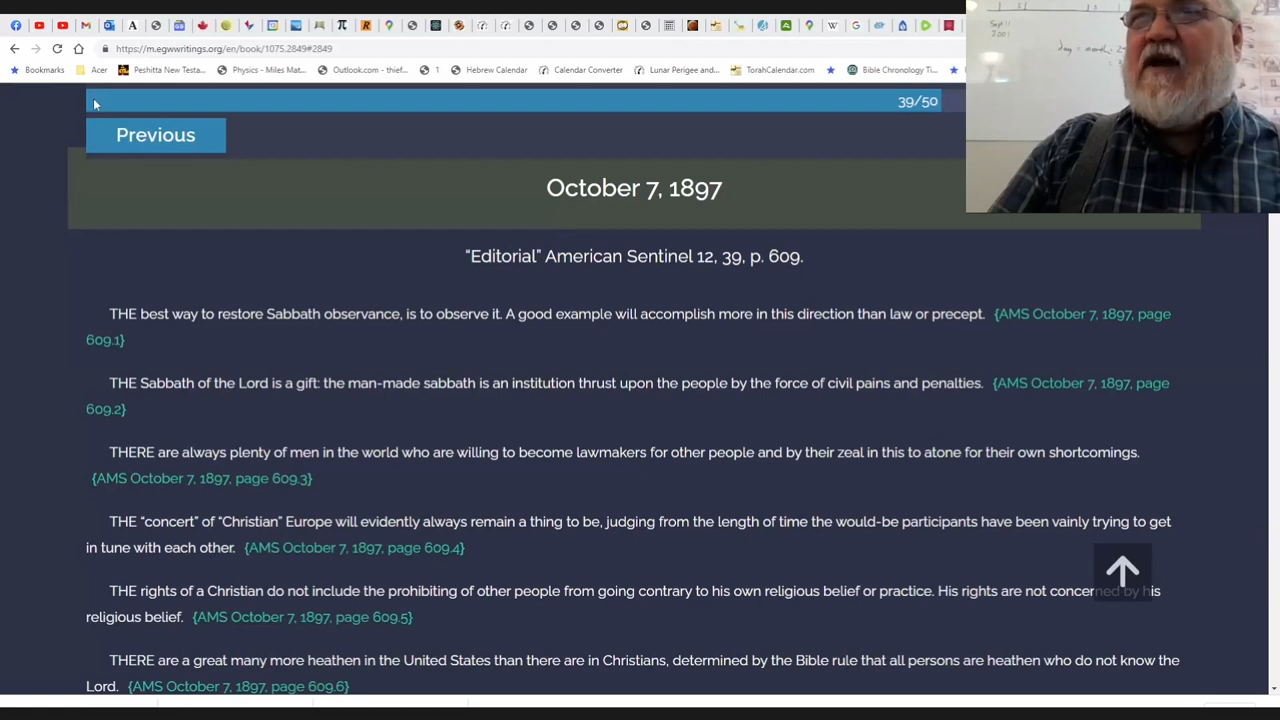 https://m.egwwritings.org/en/book/1075.2849#2849
Bookmarks Acer Peshitta New Testa... Physics - Miles Mat... Outlook.com - thief... 1 Hebrew Calendar Calendar Converter Lunar Perigee and... TorahCalendar.com Bible Chronology Ti...
Sept 11
2001
39/50
Previous
October 7, 1897
“Editorial” American Sentinel 12, 39, p. 609.
THE best way to restore Sabbath observance, is to observe it. A good example will accomplish more in this direction than law or precept. {AMS October 7, 1897, page
609.1}
THE Sabbath of the Lord is a gift: the man-made sabbath is an institution thrust upon the people by the force of civil pains and penalties. {AMS October 7, 1897, page
609.2}
THERE are always plenty of men in the world who are willing to become lawmakers for other people and by their zeal in this to atone for their own shortcomings.
{AMS October 7, 1897, page 609.3}
THE “concert” of “Christian” Europe will evidently always remain a thing to be, judging from the length of time the would-be participants have been vainly trying to get
in tune with each other. {AMS October 7, 1897, page 609.4}
THE rights of a Christian do not include the prohibiting of other people from going contrary to his own religious belief or practice. His rights are not concerned by his
religious belief. {AMS October 7, 1897, page 609.5}
THERE are a great many more heathen in the United States than there are in Christians, determined by the Bible rule that all persons are heathen who do not know the
Lord. {AMS October 7, 1897, page 609.6}